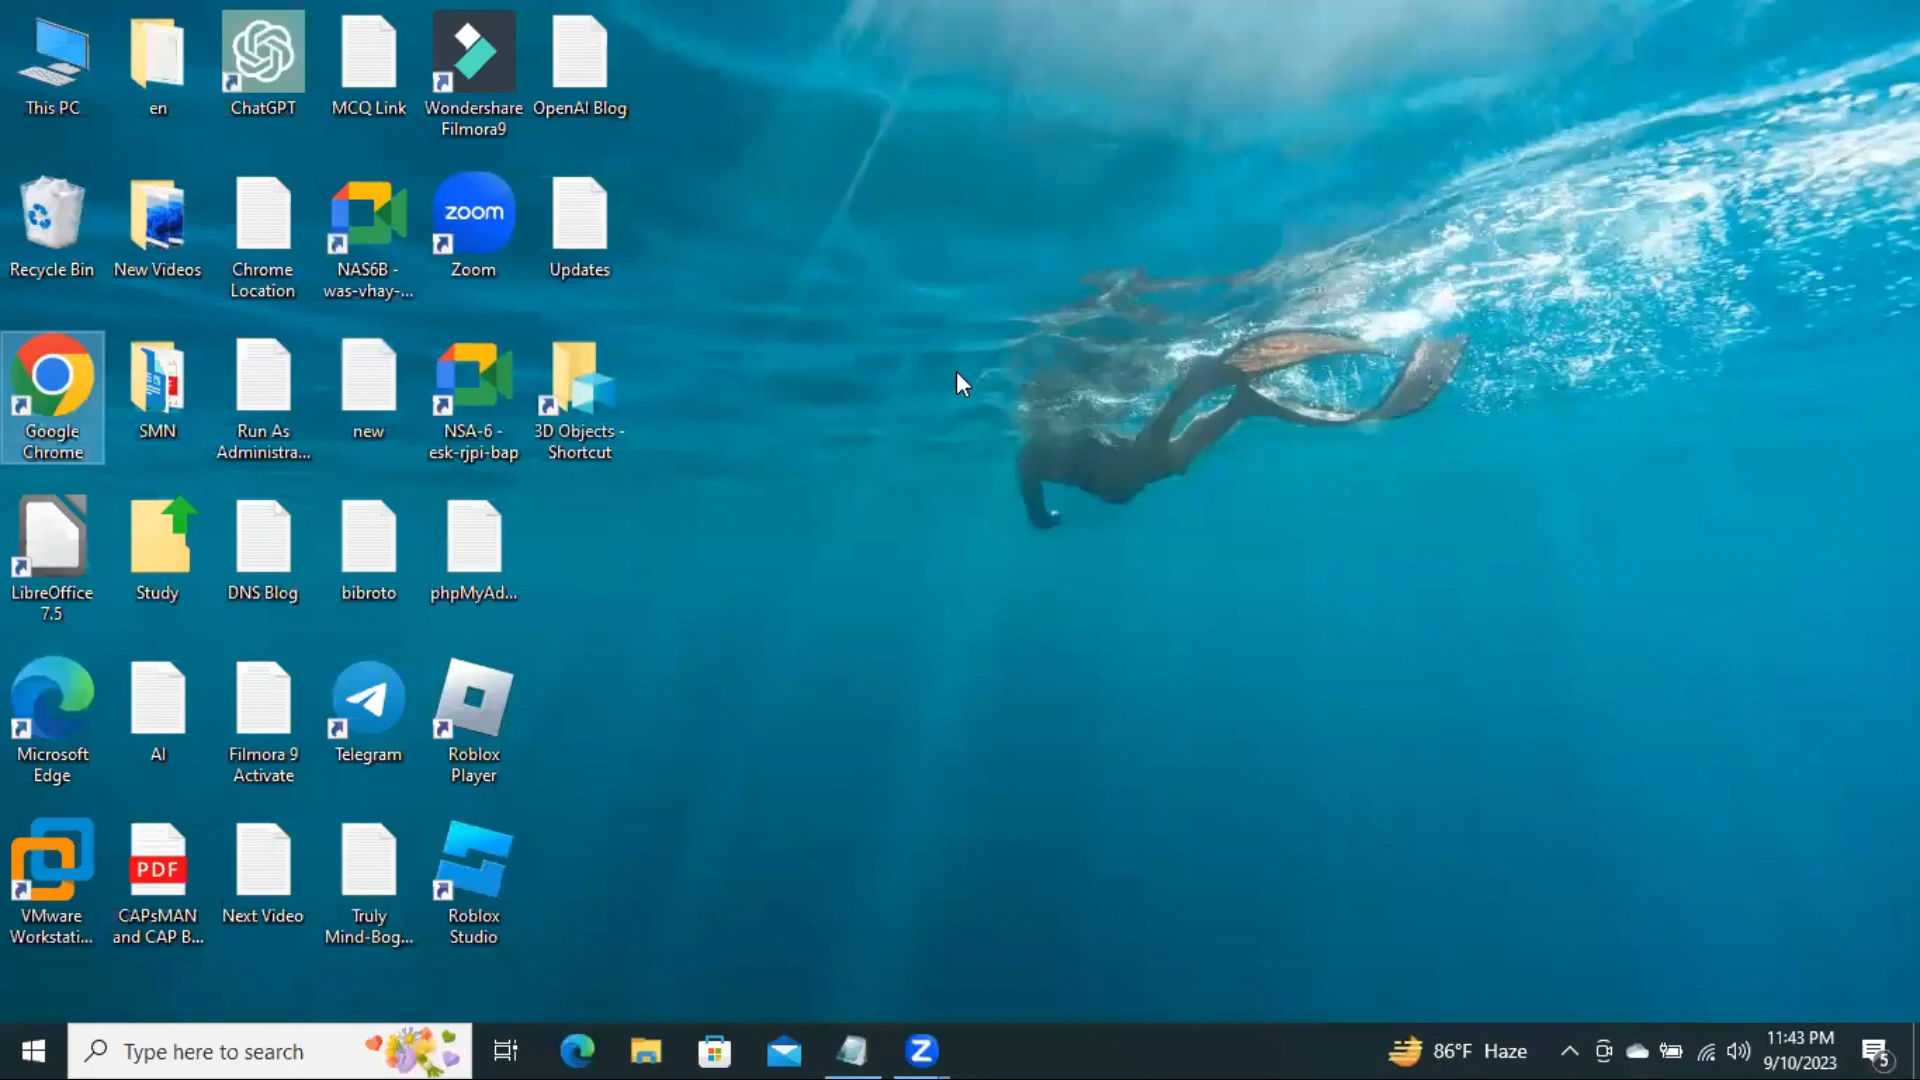 This PC
en
ChatGPT
MCQ Link
Wondershare
Filmora9
OpenAI Blog
Recycle Bin
New Videos
Chrome
Location
NAS6B -
was-vhay-...
zoom
Zoom
Updates
Google
Chrome
SMN
Run As
Administra...
new
NSA-6 -
esk-rjpi-bap
3D Objects -
Shortcut
LibreOffice
7.5
Study
DNS Blog
bibroto
phpMyAd...
Microsoft
Edge
AI
Filmora 9
Activate
Telegram
Roblox
Player
VMware
Workstati...
PDF
CAPsMAN
and CAP B...
Next Video
Truly
Mind-Bog...
Roblox
Studio
Type here to search
Z
86°F Haze
11:43 PM
9/10/2023
5